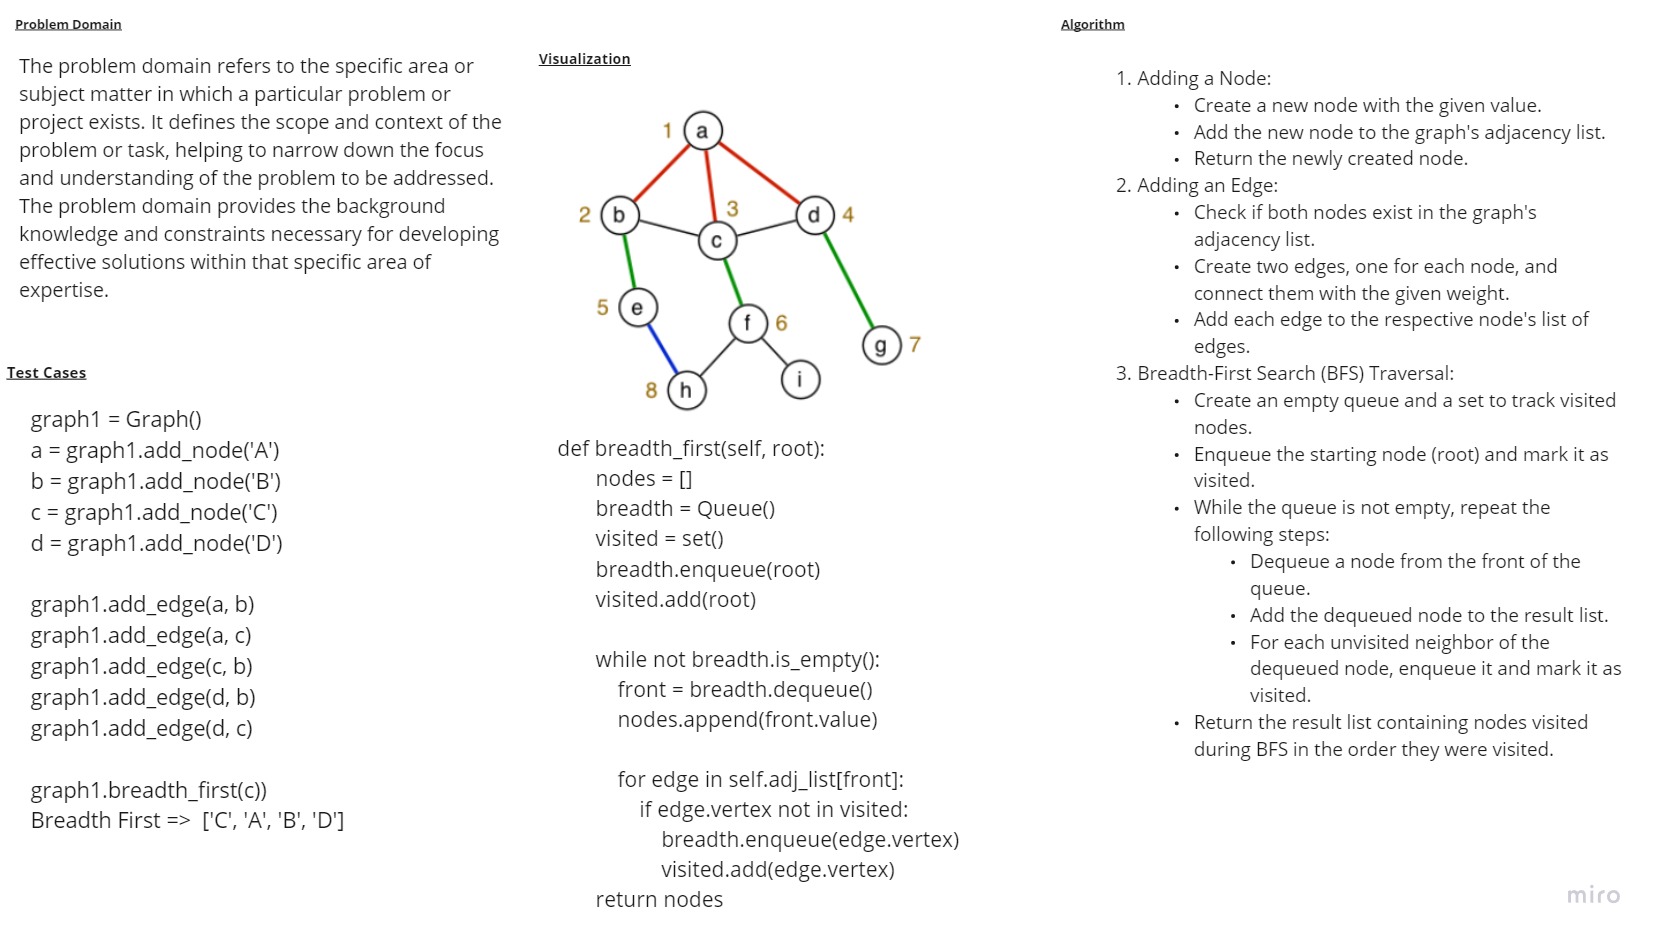 Problem Domain
The problem domain refers to the specific area or
subject matter in which a particular problem or
project exists. It defines the scope and context of the
problem or task, helping to narrow down the focus
and understanding of the problem to be addressed.
The problem domain provides the background
knowledge and constraints necessary for developing
effective solutions within that specific area of
expertise.
Test Cases
graph1 = Graph()
a = graph1.add_node('A')
b = graph1.add_node('B')
c = graph1.add_node('C')
d = graph1.add_node('D')
graph1.add_edge(a, b)
graph1.add_edge(a, c)
graph1.add_edge(c, b)
graph1.add_edge(d, b)
graph1.add_edge(d, c)
graph1.breadth_first(c))
Breadth First => ['C', 'A', 'B', 'D']
Visualization
1 a
2 b
3
c
d 4
5 e
f 6
g 7
8 h
i
def breadth_first(self, root):
nodes = []
breadth = Queue()
visited = set()
breadth.enqueue(root)
visited.add(root)
while not breadth.is_empty():
front = breadth.dequeue()
nodes.append(front.value)
for edge in self.adj_list[front]:
if edge.vertex not in visited:
breadth.enqueue(edge.vertex)
visited.add(edge.vertex)
return nodes
Algorithm
1. Adding a Node:
• Create a new node with the given value.
• Add the new node to the graph's adjacency list.
• Return the newly created node.
2. Adding an Edge:
• Check if both nodes exist in the graph's
adjacency list.
• Create two edges, one for each node, and
connect them with the given weight.
• Add each edge to the respective node's list of
edges.
3. Breadth-First Search (BFS) Traversal:
• Create an empty queue and a set to track visited
nodes.
• Enqueue the starting node (root) and mark it as
visited.
• While the queue is not empty, repeat the
following steps:
• Dequeue a node from the front of the
queue.
• Add the dequeued node to the result list.
• For each unvisited neighbor of the
dequeued node, enqueue it and mark it as
visited.
• Return the result list containing nodes visited
during BFS in the order they were visited.
miro